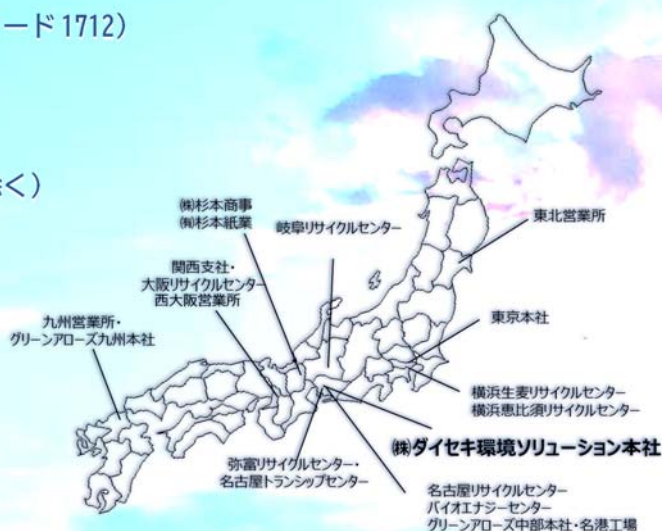 ード 1712)
く)
㈱杉本商事
㈲杉本紙業
岐阜リサイクルセンター
東北営業所
関西支社・
大阪リサイクルセンター
西大阪営業所
九州営業所・
グリーンアローズ九州本社
東京本社
横浜生麦リサイクルセンター
横浜恵比須リサイクルセンター
㈱ダイセキ環境ソリューション本社
弥富リサイクルセンター・
名古屋トランシップセンター
名古屋リサイクルセンター
バイオエナジーセンター
グリーンアローズ中部本社・名港工場